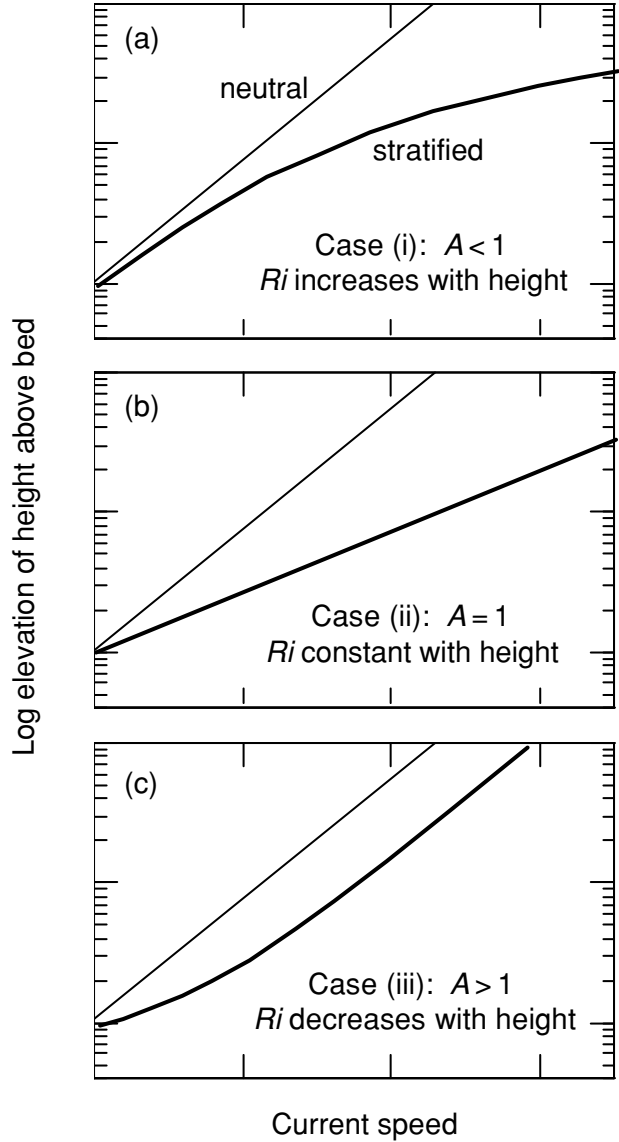 (a)
neutral
stratified
Case (i): A < 1
Ri increases with height
(b)
Case (ii): A = 1
Ri constant with height
(c)
Case (iii): A > 1
Ri decreases with height
Log elevation of height above bed
Current speed